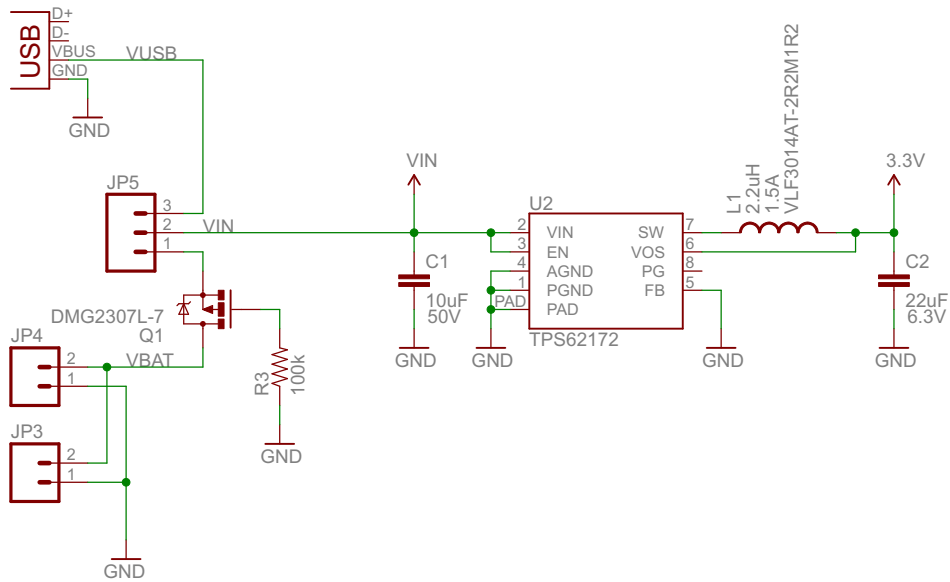 USB
D+
D-
VBUS
GND
VUSB
GND
JP5
3
2
1
VIN
VIN
DMG2307L-7
Q1
JP4
2
1
VBAT
R3
100k
GND
JP3
2
1
GND
C1
10uF
50V
GND
U2
2 VIN
3 EN
4 AGND
1 PGND
PAD PAD
SW 7
VOS 6
PG 8
FB 5
TPS62172
GND
GND
L1
2.2uH
1.5A
VLF3014AT-2R2M1R2
3.3V
C2
22uF
6.3V
GND